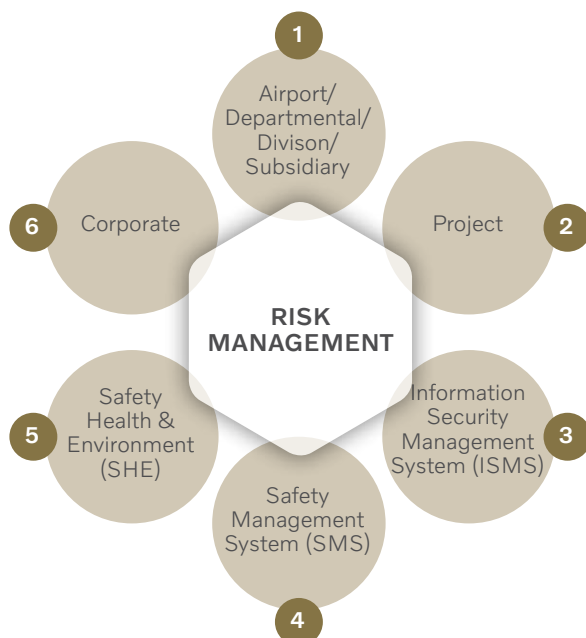 1
Airport/
Departmental/
Divison/
Subsidiary
2
Project
3
Information
Security
Management
System (ISMS)
4
Safety
Management
System (SMS)
5
Safety
Health &
Environment
(SHE)
6
Corporate
RISK
MANAGEMENT